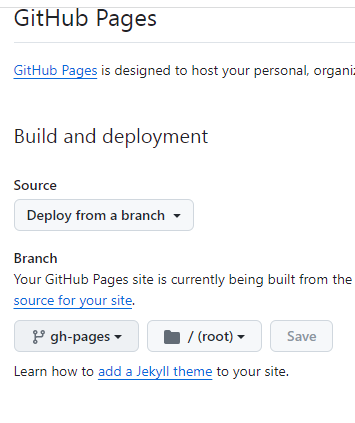 GitHub Pages
GitHub Pages is designed to host your personal, organiz
Build and deployment
Source
Deploy from a branch
Branch
Your GitHub Pages site is currently being built from the
source for your site.
gh-pages
/ (root)
Save
Learn how to add a Jekyll theme to your site.